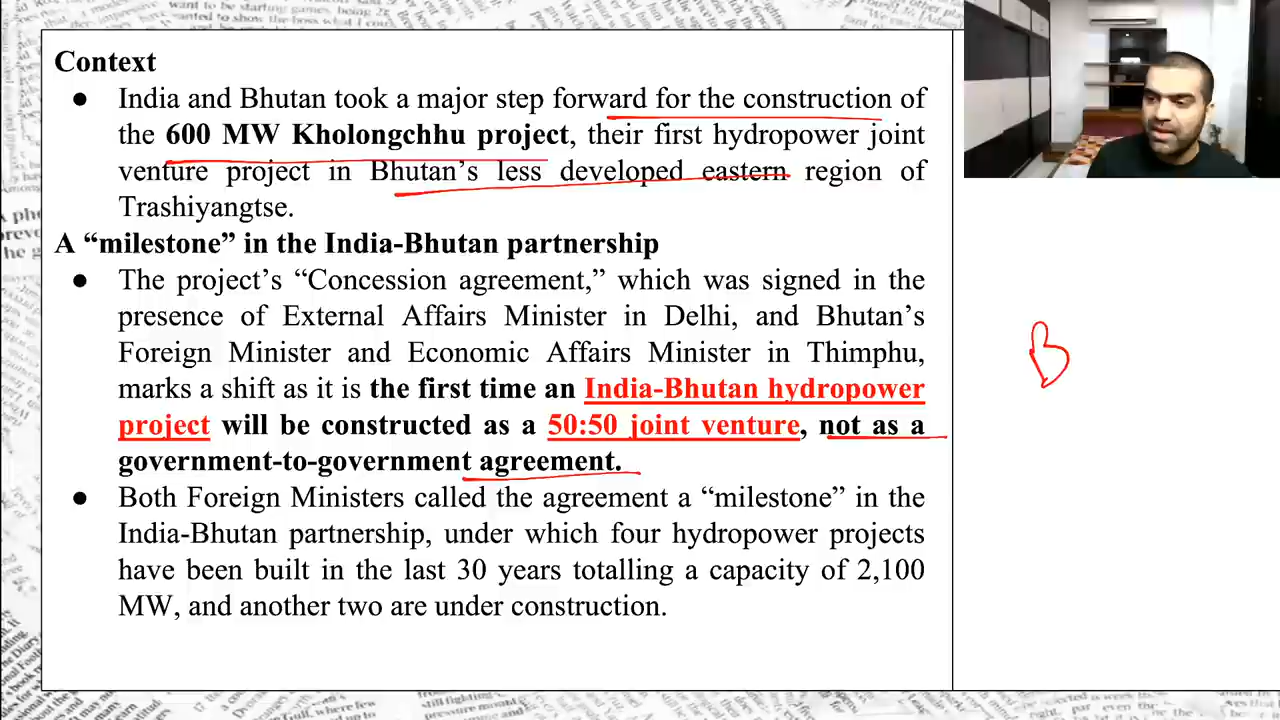 Context
● India and Bhutan took a major step forward for the construction of
the 600 MW Kholongchhu project, their first hydropower joint
venture project in Bhutan’s less developed eastern region of
Trashiyangtse.
A “milestone” in the India-Bhutan partnership
● The project’s “Concession agreement,” which was signed in the
presence of External Affairs Minister in Delhi, and Bhutan’s
Foreign Minister and Economic Affairs Minister in Thimphu,
marks a shift as it is the first time an India-Bhutan hydropower
project will be constructed as a 50:50 joint venture, not as a
government-to-government agreement.
● Both Foreign Ministers called the agreement a “milestone” in the
India-Bhutan partnership, under which four hydropower projects
have been built in the last 30 years totalling a capacity of 2,100
MW, and another two are under construction.
B